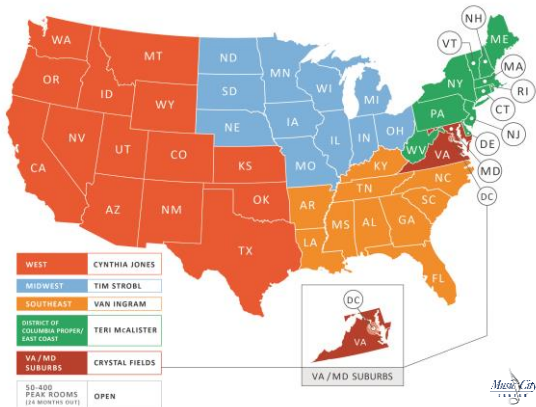 NH
ME
VT
WA
MT
ND
MN
OR
ID
SD
WI
MI
NY
MA
RI
WY
CT
NV
UT
CO
NE
IA
IL
IN
OH
PA
NJ
WV
VA
DE
MD
DC
CA
KS
MO
KY
AZ
NM
OK
AR
TN
NC
SC
TX
LA
MS
AL
GA
FL
WEST CYNTHIA JONES
MIDWEST TIM STROBL
SOUTHEAST VAN INGRAM
DISTRICT OF
COLUMBIA PROPER/
EAST COAST
TERI McALISTER
VA / MD
SUBURBS
CRYSTAL FIELDS
50-400
PEAK ROOMS
(24 MONTHS OUT)
OPEN
DC
VA
VA / MD SUBURBS
Music City
CENTER